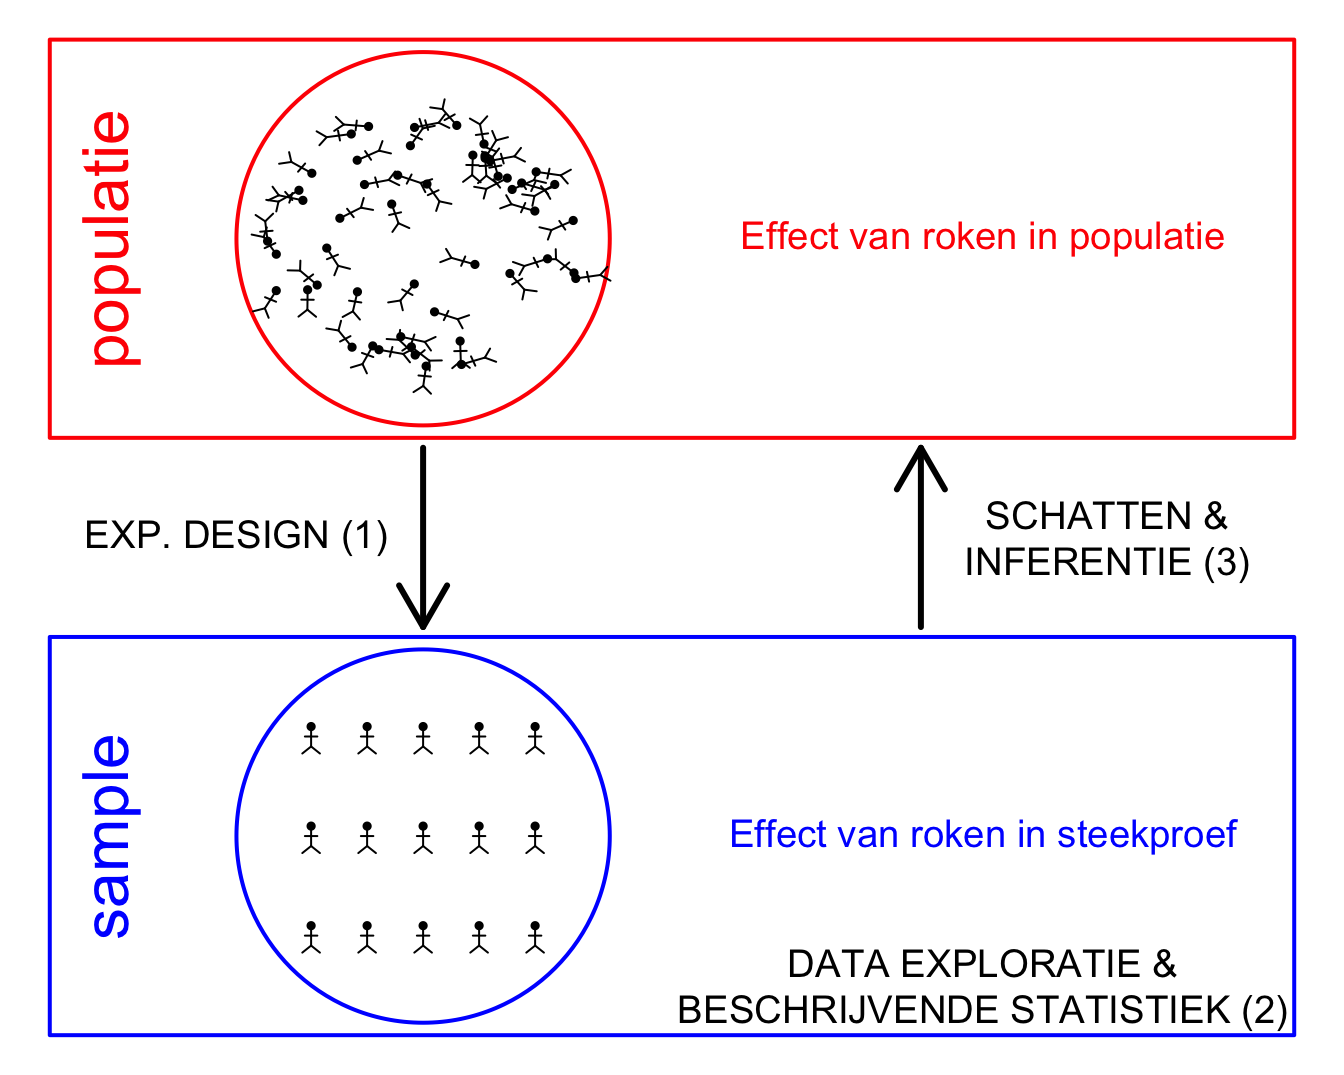 populatie
Effect van roken in populatie
EXP. DESIGN (1)
SCHATTEN &
INFERENTIE (3)
sample
Effect van roken in steekproef
DATA EXPLORATIE &
BESCHRIJVENDE STATISTIEK (2)